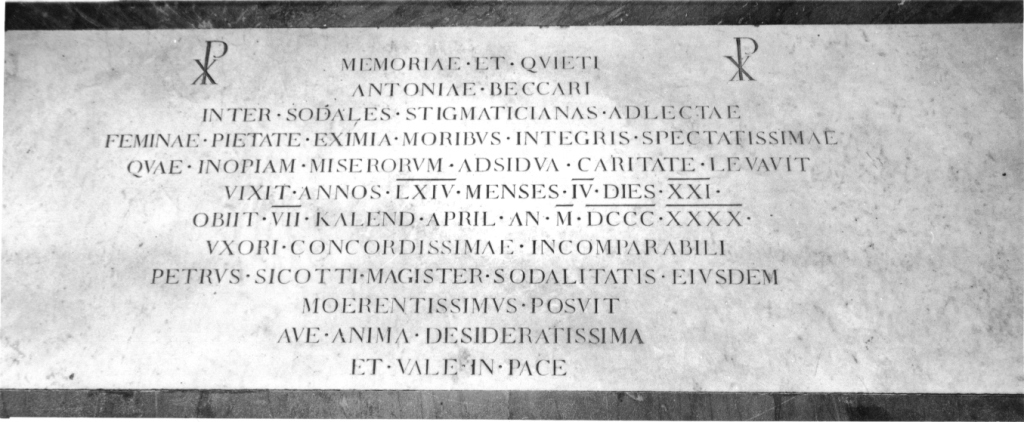 ☧ MEMORIAE · ET · QVIETI ☧
ANTONIAE · BECCARI
INTER · SODALES · STIGMATICIANAS · ADLECTAE
FEMINAE · PIETATE · EXIMIA · MORIBVS · INTEGRIS · SPECTATISSIMAE
QVAE · INOPIAM · MISERORVM · ADSIDVA · CARITATE · LEVAVIT
VIXIT · ANNOS · LXIV · MENSES · IV · DIES · XXI ·
OBIIT · VII · KALEND · APRIL · AN · M · DCCC · XXXX ·
VXORI · CONCORDISSIMAE · INCOMPARABILI
PETRVS · SICOTTI · MAGISTER · SODALITATIS · EIVSDEM
MOERENTISSIMVS · POSVIT
AVE · ANIMA · DESIDERATISSIMA
ET · VALE · IN · PACE